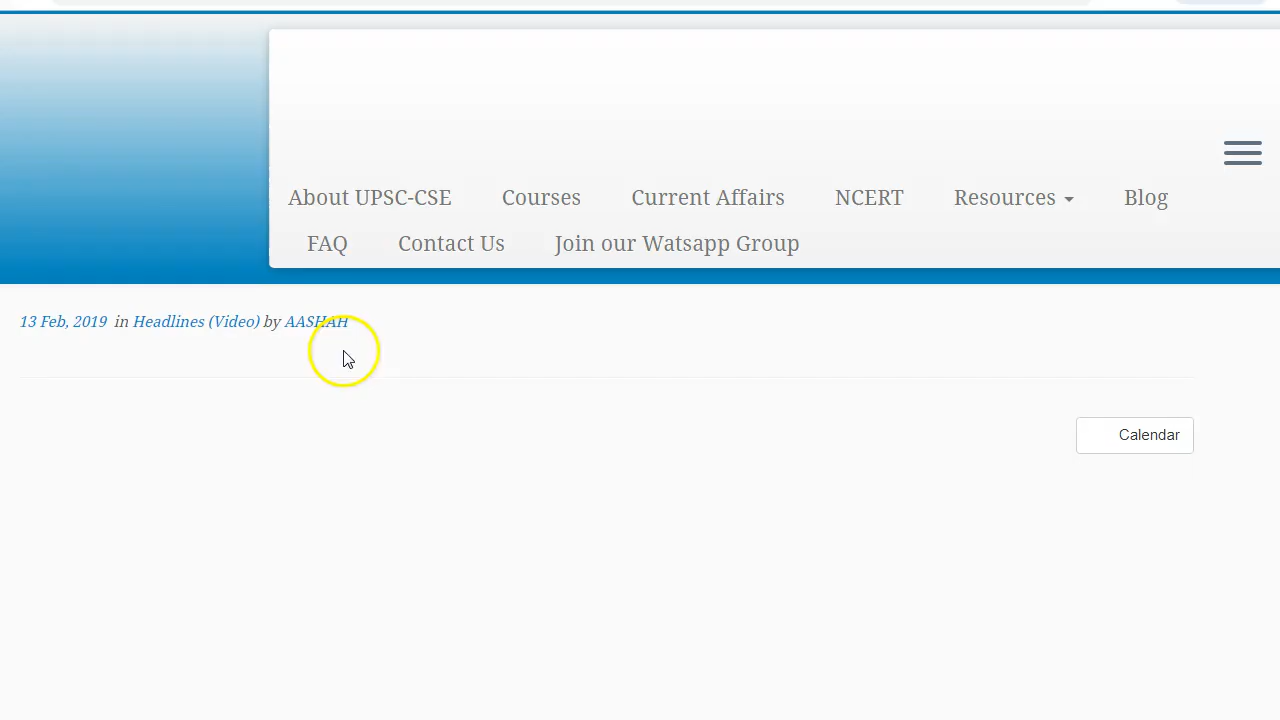 About UPSC-CSE Courses Current Affairs NCERT Resources Blog
FAQ Contact Us Join our Watsapp Group
13 Feb, 2019 in Headlines (Video) by AASHAH
Calendar